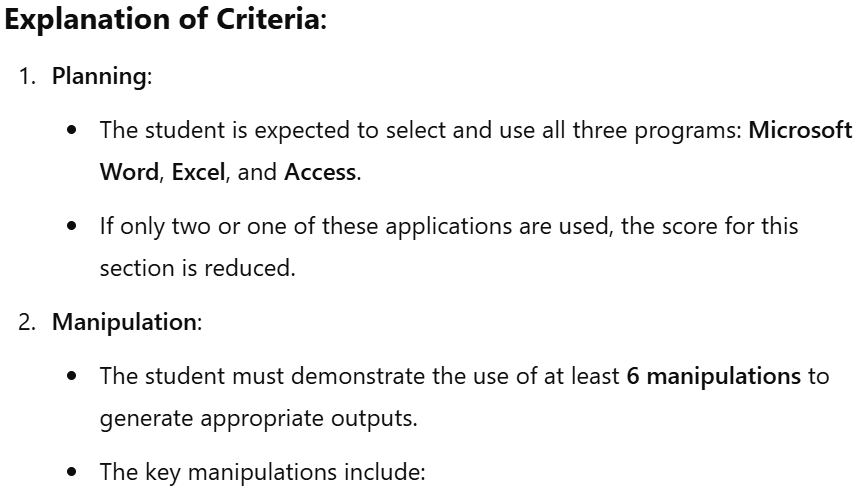 Explanation of Criteria:
1. Planning:
• The student is expected to select and use all three programs: Microsoft
Word, Excel, and Access.
• If only two or one of these applications are used, the score for this
section is reduced.
2. Manipulation:
• The student must demonstrate the use of at least 6 manipulations to
generate appropriate outputs.
• The key manipulations include: